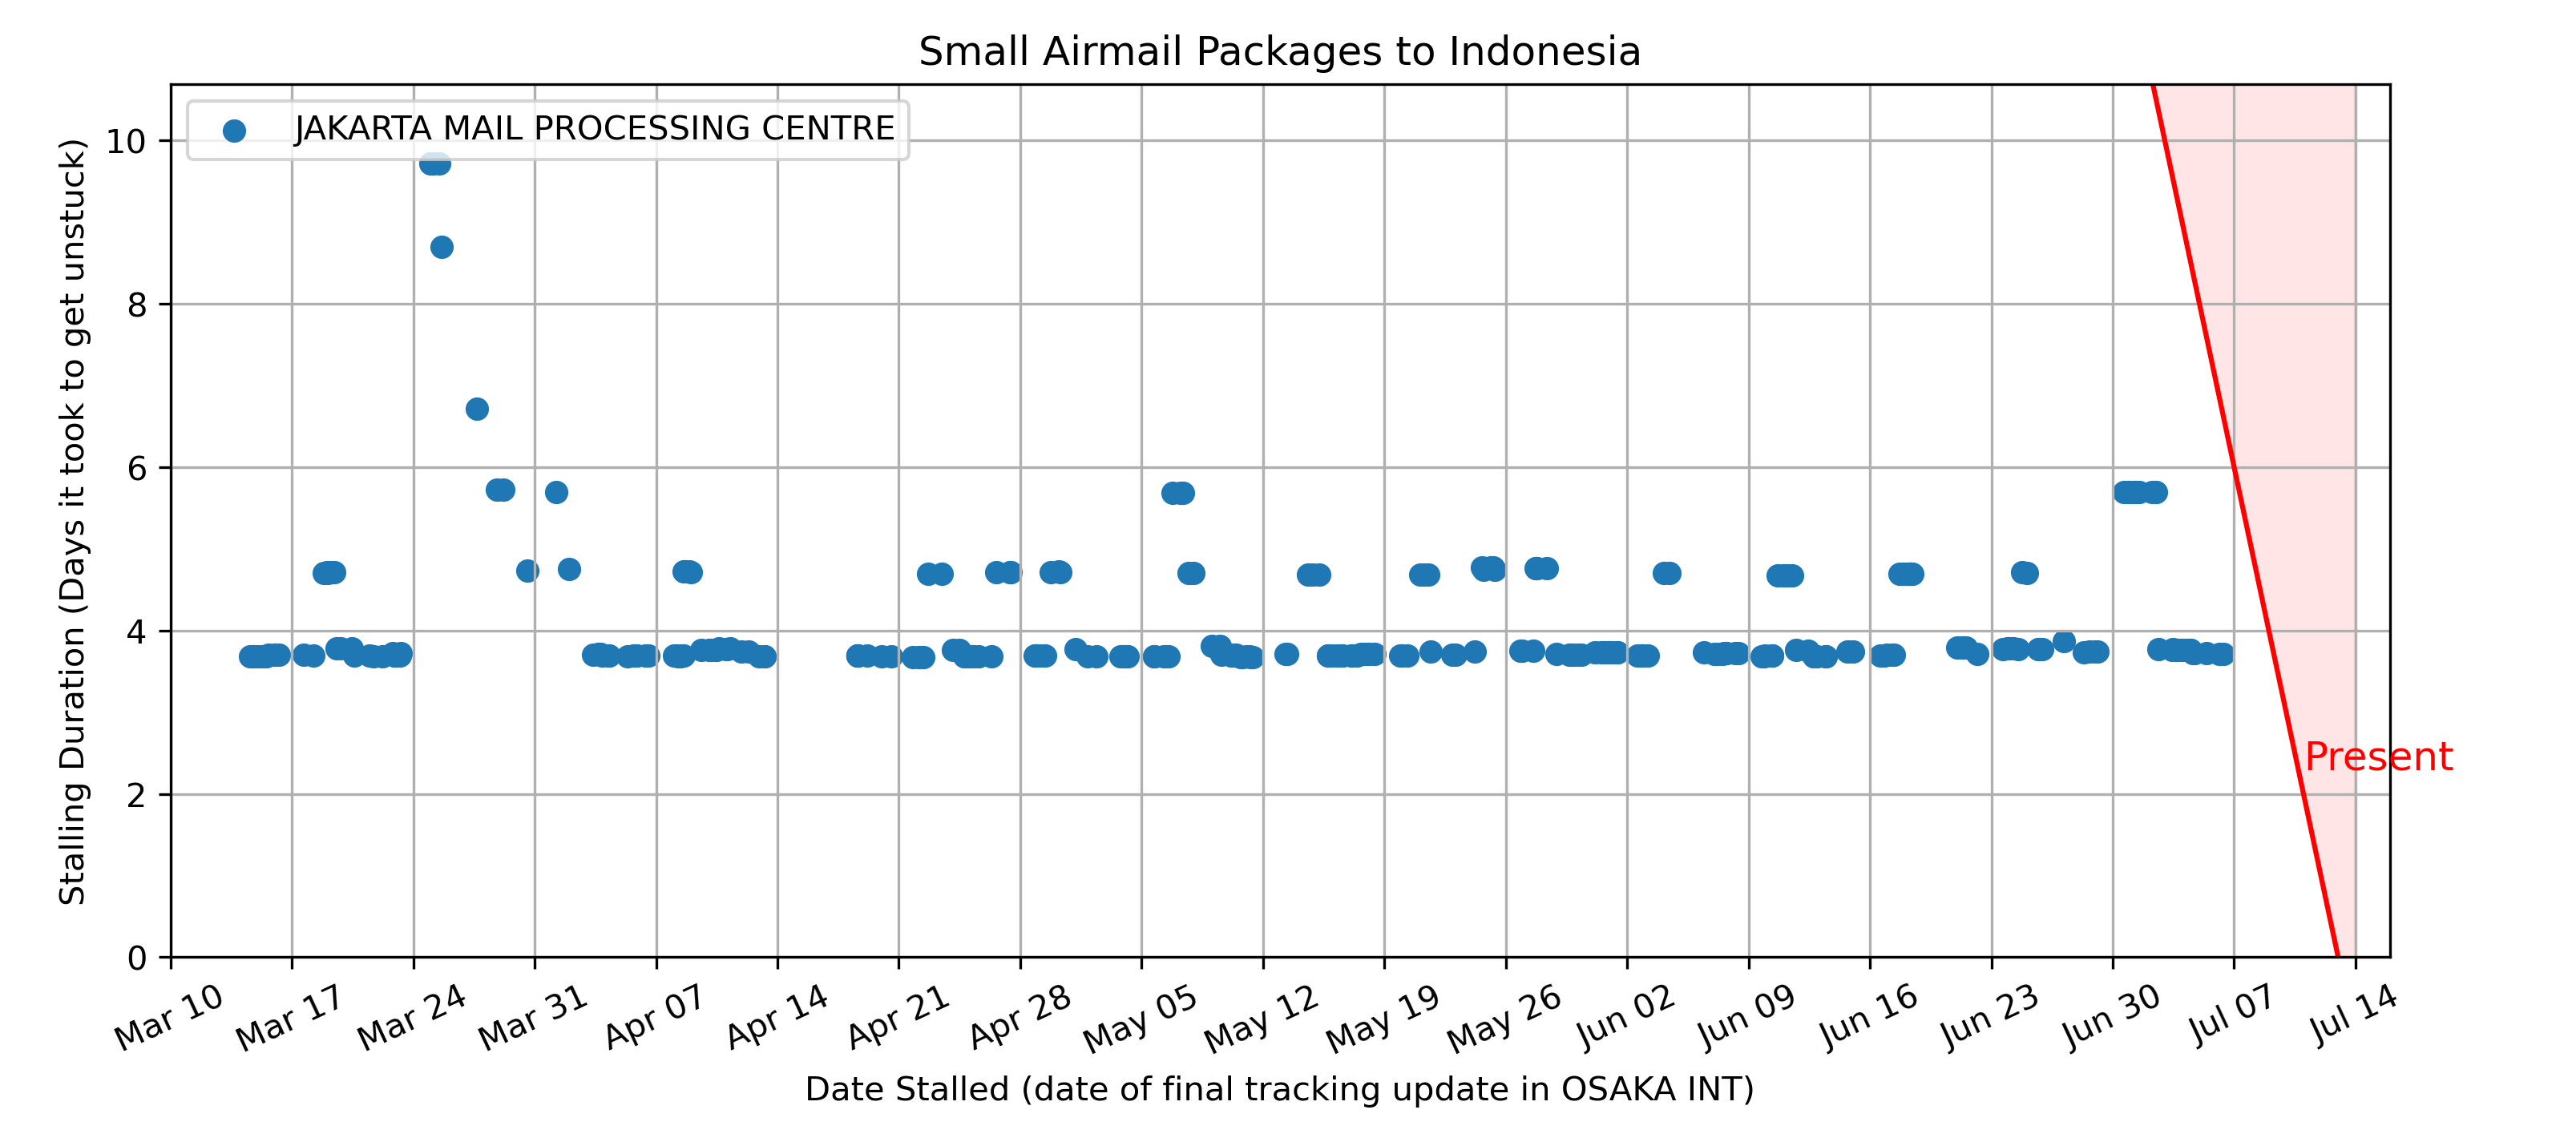 Small Airmail Packages to Indonesia
JAKARTA MAIL PROCESSING CENTRE
Stalling Duration (Days it took to get unstuck)
10
8
6
4
2
0
Present
Mar 10
Mar 17
Mar 24
Mar 31
Apr 07
Apr 14
Apr 21
Apr 28
May 05
May 12
May 19
May 26
Jun 02
Jun 09
Jun 16
Jun 23
Jun 30
Jul 07
Jul 14
Date Stalled (date of final tracking update in OSAKA INT)